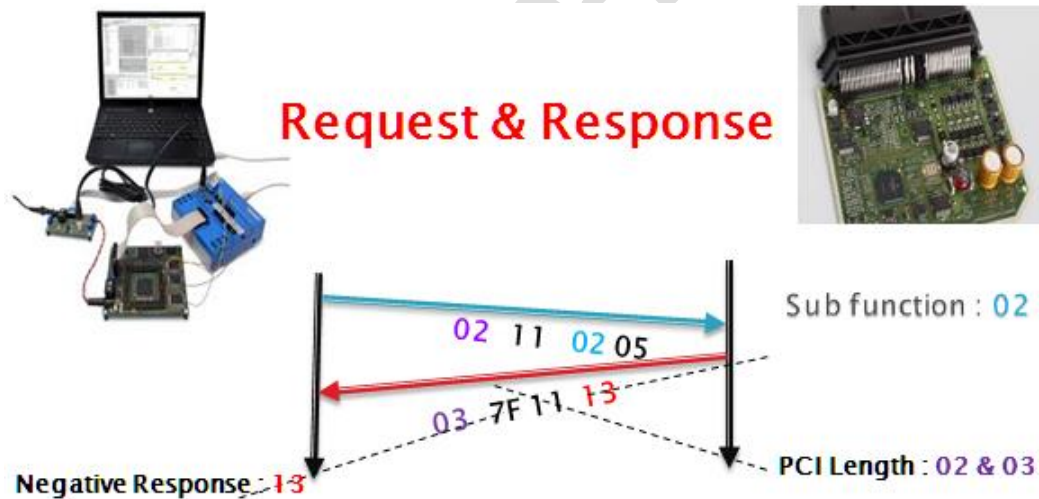 Request & Response
Sub function : 02
02 11 02 05
03 7F 11 13
Negative Response : 13
PCI Length : 02 & 03